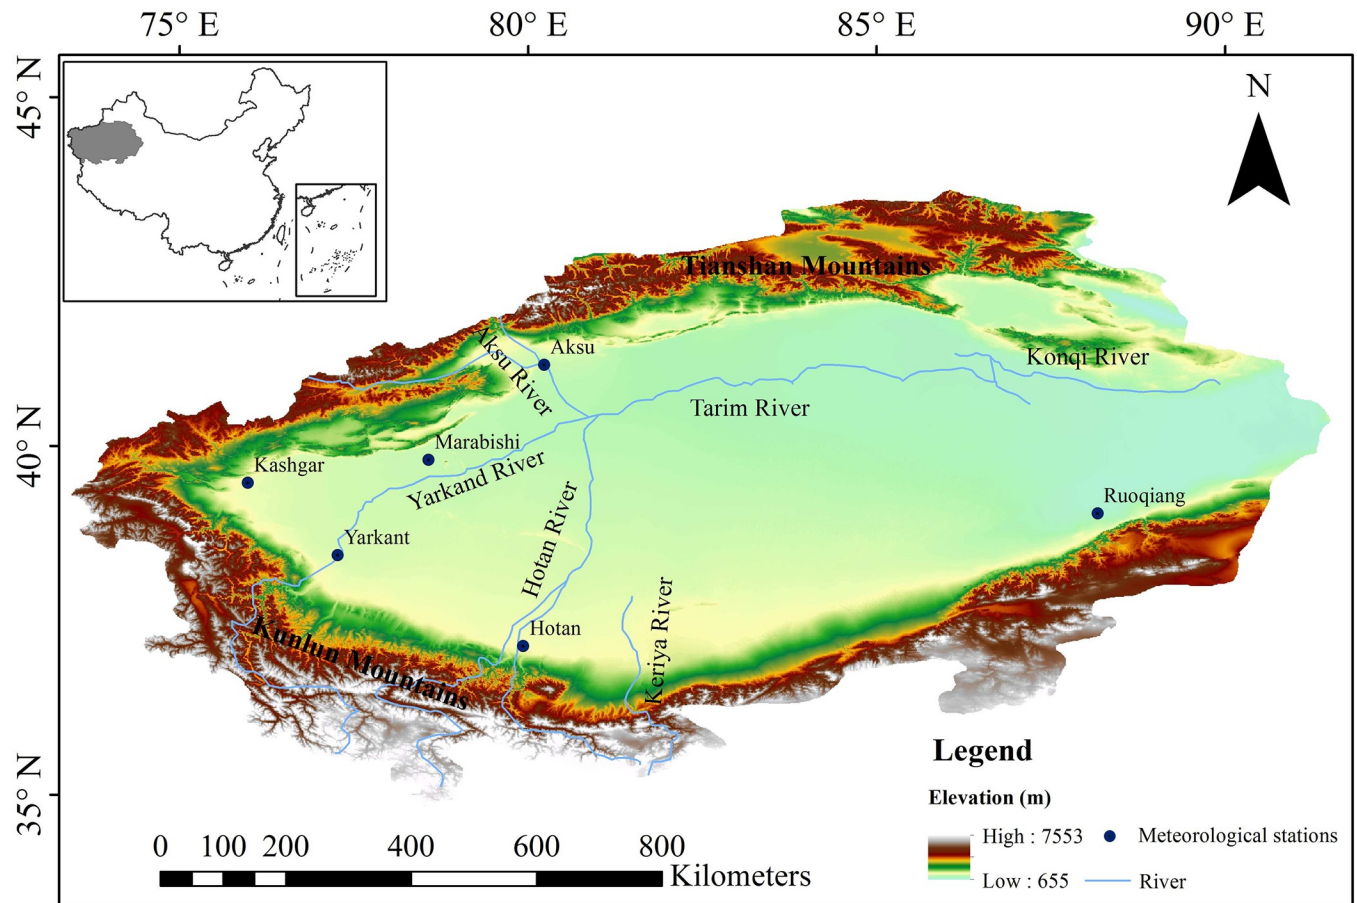 75° E
80° E
85° E
90° E
45° N
40° N
35° N
N
Tianshan Mountains
Aksu River
Aksu
Konqi River
Tarim River
Marabishi
Kashgar
Yarkand River
Hotan River
Ruoqiang
Yarkant
Keriya River
Hotan
Kunlun Mountains
Legend
Elevation (m)
High : 7553
Meteorological stations
Low : 655
River
0 100 200 400 600 800
Kilometers